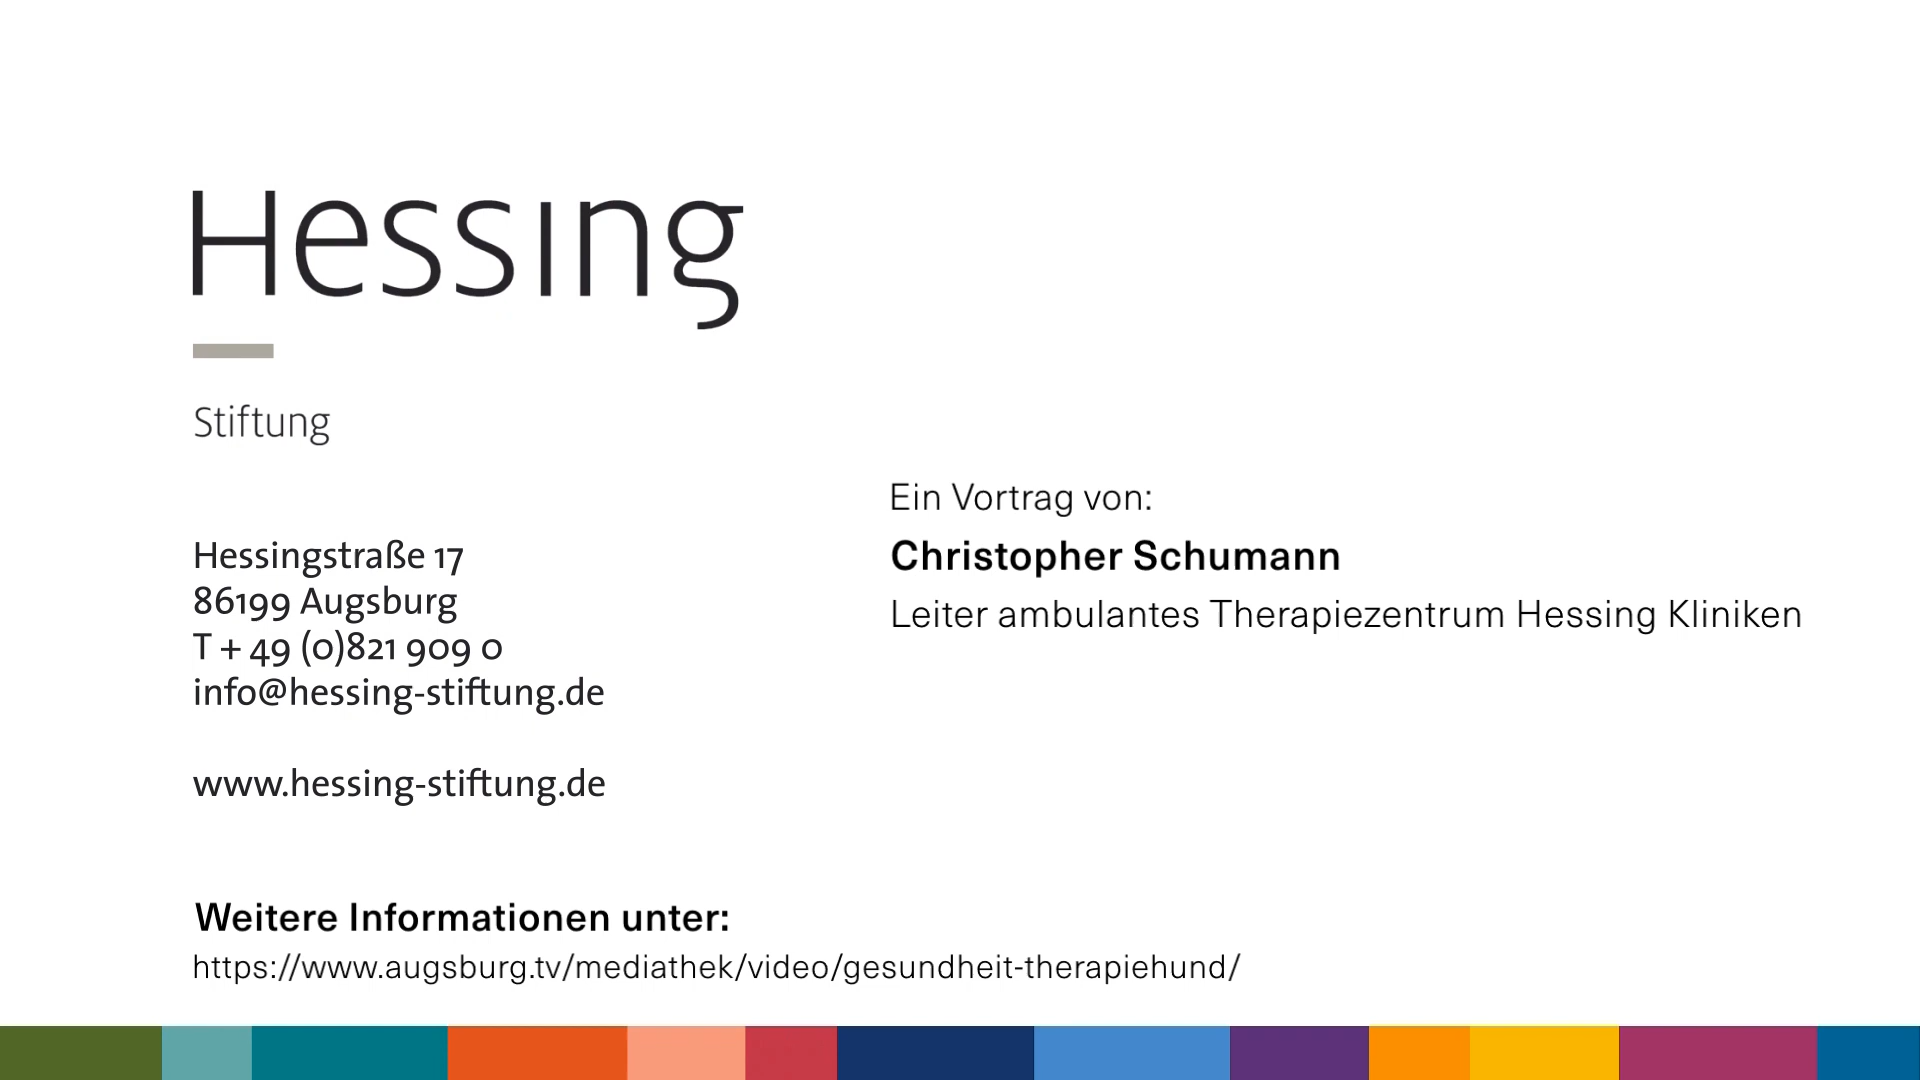 Hessing
Stiftung
Hessingstraße 17
86199 Augsburg
T + 49 (0)821 909 0
info@hessing-stiftung.de
www.hessing-stiftung.de
Ein Vortrag von:
Christopher Schumann
Leiter ambulantes Therapiezentrum Hessing Kliniken
Weitere Informationen unter:
https://www.augsburg.tv/mediathek/video/gesundheit-therapiehund/